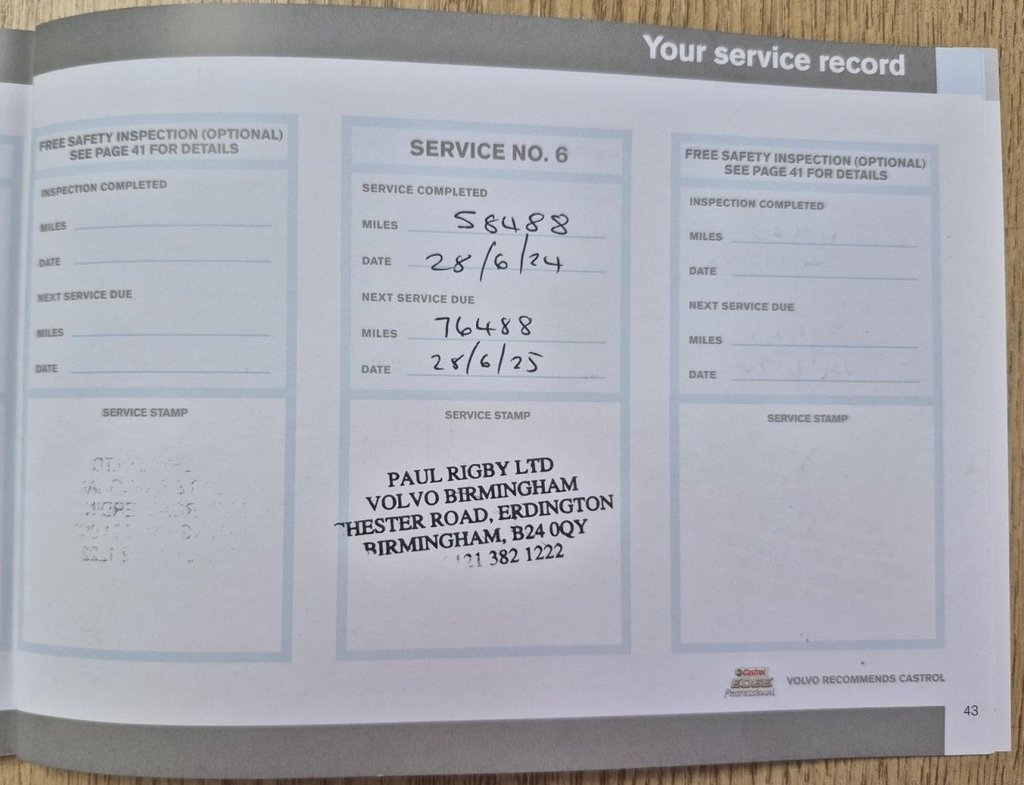 Your service record
FREE SAFETY INSPECTION (OPTIONAL)
SEE PAGE 41 FOR DETAILS
INSPECTION COMPLETED
MILES
DATE
NEXT SERVICE DUE
MILES
DATE
SERVICE STAMP
SERVICE NO. 6
SERVICE COMPLETED
MILES 58488
DATE 28/6/24
NEXT SERVICE DUE
MILES 76488
DATE 28/6/25
SERVICE STAMP
PAUL RIGBY LTD
VOLVO BIRMINGHAM
CHESTER ROAD, ERDINGTON
BIRMINGHAM, B24 0QY
121 382 1222
FREE SAFETY INSPECTION (OPTIONAL)
SEE PAGE 41 FOR DETAILS
INSPECTION COMPLETED
MILES
DATE
NEXT SERVICE DUE
MILES
DATE
SERVICE STAMP
Castrol
EDGE
PROFESSIONAL
VOLVO RECOMMENDS CASTROL
43